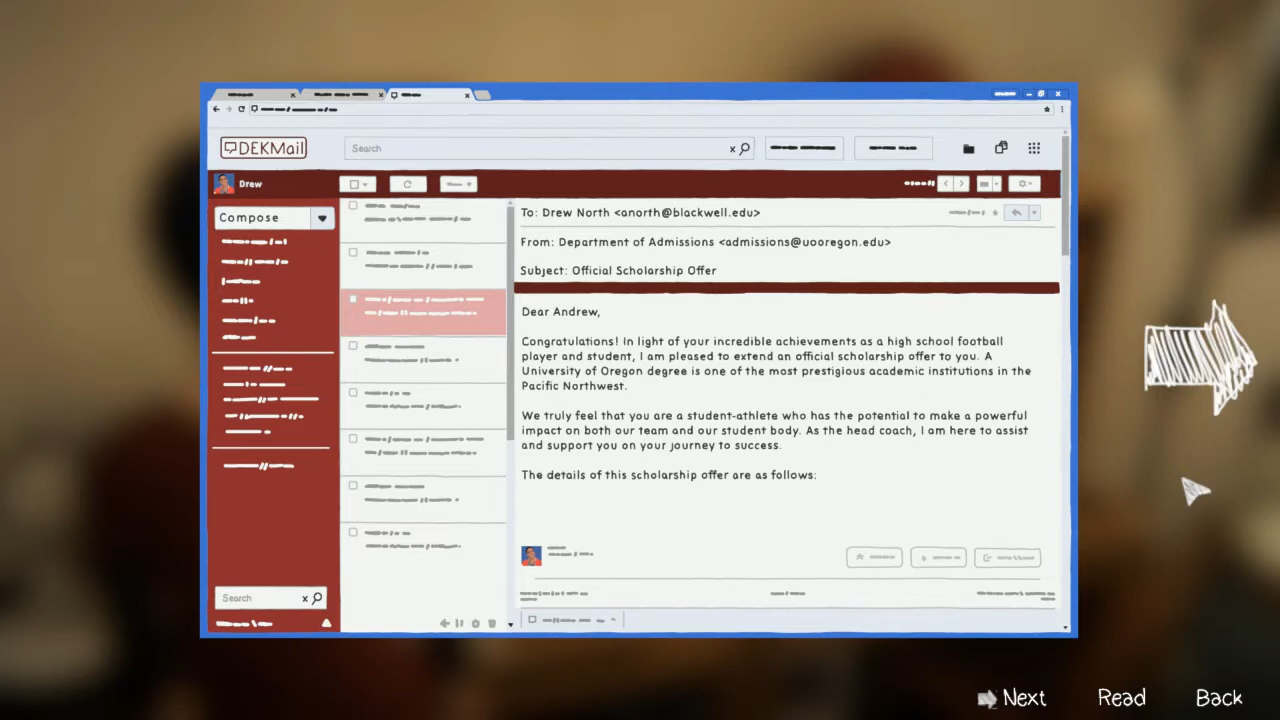 DEKMail
Search
x
Drew
Compose
To: Drew North <anorth@blackwell.edu>
From: Department of Admissions <admissions@uooregon.edu>
Subject: Official Scholarship Offer
Dear Andrew,
Congratulations! In light of your incredible achievements as a high school football
player and student, I am pleased to extend an official scholarship offer to you. A
University of Oregon degree is one of the most prestigious academic institutions in the
Pacific Northwest.
We truly feel that you are a student-athlete who has the potential to make a powerful
impact on both our team and our student body. As the head coach, I am here to assist
and support you on your journey to success.
The details of this scholarship offer are as follows:
Search
x
Next
Read
Back